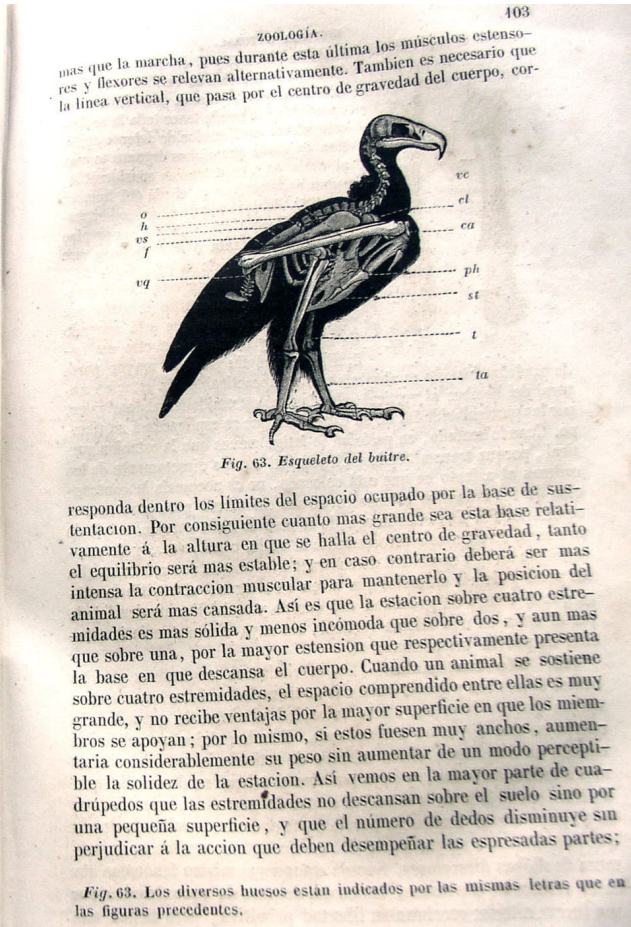 103
ZOOLOGÍA.
mas que la marcha, pues durante esta última los músculos estenso-
res y flexores se relevan alternativamente. Tambien es necesario que
la línea vertical, que pasa por el centro de gravedad del cuerpo, cor-
vc
o
cl
h
vs
ca
f
ph
vq
st
t
ta
Fig. 63. Esqueleto del buitre.
responda dentro los límites del espacio ocupado por la base de sus-
tentacion. Por consiguiente cuanto mas grande sea esta base relati-
vamente á la altura en que se halla el centro de gravedad, tanto
el equilibrio será mas estable; y en caso contrario deberá ser mas
intensa la contraccion muscular para mantenerlo y la posicion del
animal será mas cansada. Así es que la estacion sobre cuatro estre-
midades es mas sólida y menos incómoda que sobre dos, y aun mas
que sobre una, por la mayor estension que respectivamente presenta
la base en que descansa el cuerpo. Cuando un animal se sostiene
sobre cuatro estremidades, el espacio comprendido entre ellas es muy
grande, y no recibe ventajas por la mayor superficie en que los miem-
bros se apoyan; por lo mismo, si estos fuesen muy anchos, aumen-
taria considerablemente su peso sin aumentar de un modo percepti-
ble la solidez de la estacion. Así vemos en la mayor parte de cua-
drúpedos que las estremidades no descansan sobre el suelo sino por
una pequeña superficie, y que el número de dedos disminuye sin
perjudicar á la accion que deben desempeñar las espresadas partes;
Fig. 63. Los diversos huesos estan indicados por las mismas letras que en
las figuras precedentes.